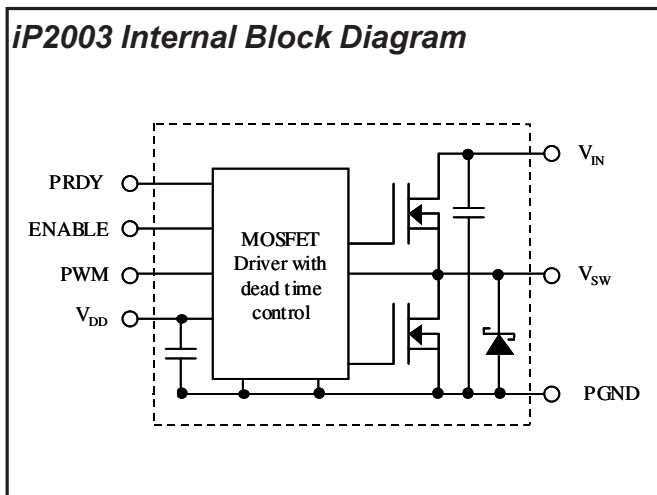 iP2003 Internal Block Diagram
PRDY
ENABLE
PWM
VDD
MOSFET
Driver with
dead time
control
VIN
VSW
PGND